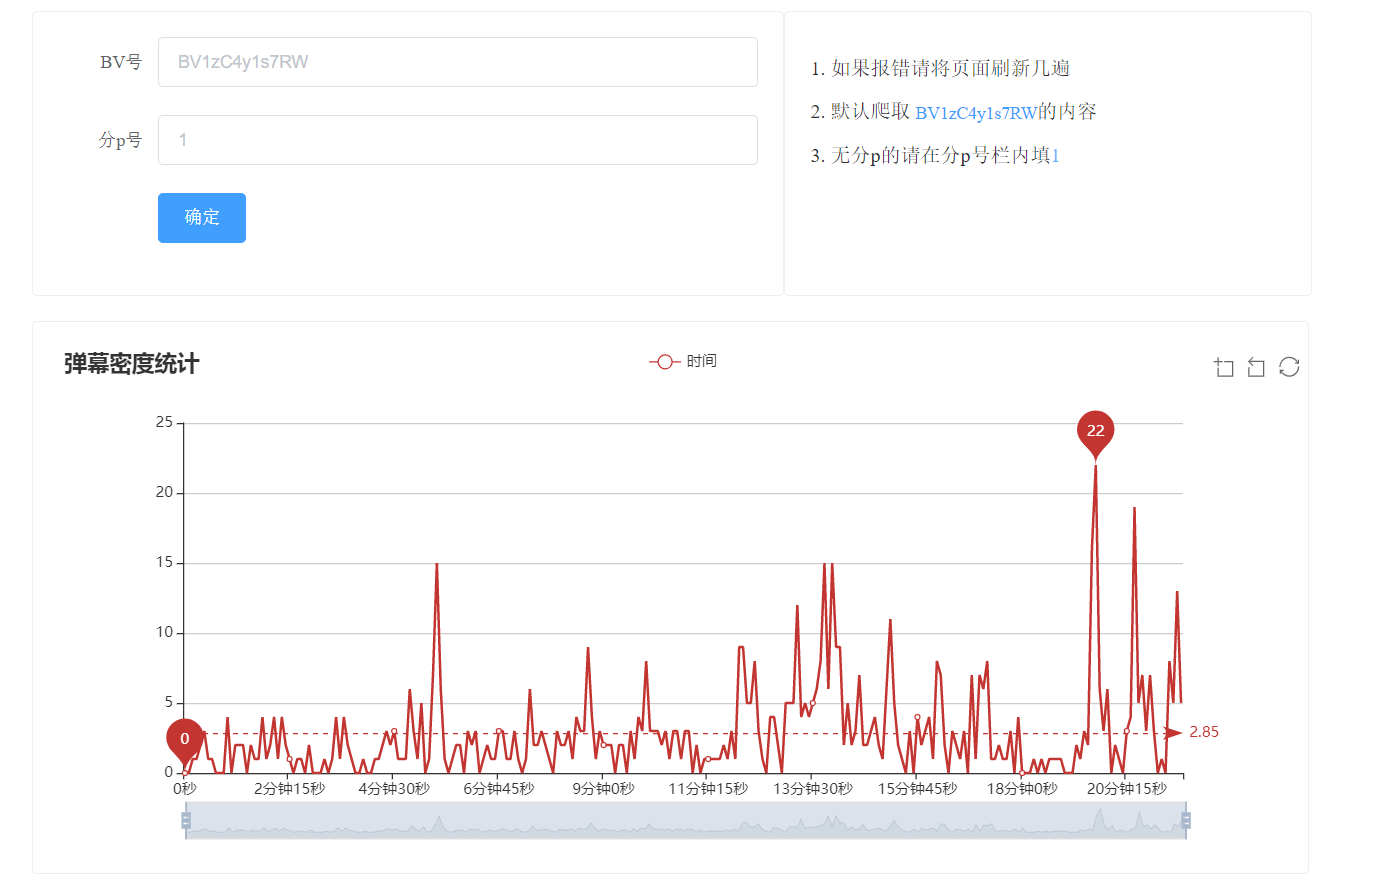 BV号
BV1zC4y1s7RW
分p号
1
确定
1. 如果报错请将页面刷新几遍
2. 默认爬取 BV1zC4y1s7RW的内容
3. 无分p的请在分p号栏内填1
弹幕密度统计
时间
25
20
15
10
5
0
22
0
2.85
0秒
2分钟15秒
4分钟30秒
6分钟45秒
9分钟0秒
11分钟15秒
13分钟30秒
15分钟45秒
18分钟0秒
20分钟15秒